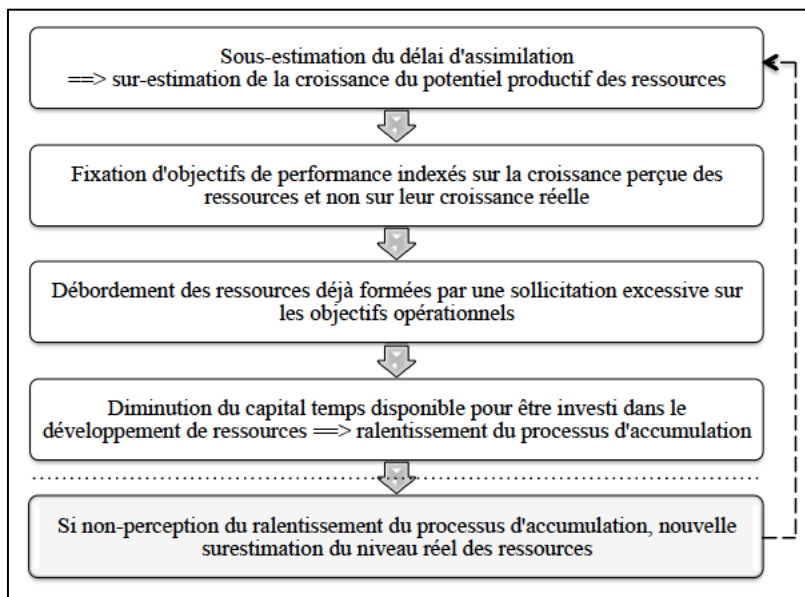 Sous-estimation du délai d'assimilation
==> sur-estimation de la croissance du potentiel productif des ressources
Fixation d'objectifs de performance indexés sur la croissance perçue des
ressources et non sur leur croissance réelle
Débordement des ressources déjà formées par une sollicitation excessive sur
les objectifs opérationnels
Diminution du capital temps disponible pour être investi dans le
développement de ressources ==> ralentissement du processus d'accumulation
Si non-perception du ralentissement du processus d'accumulation, nouvelle
surestimation du niveau réel des ressources